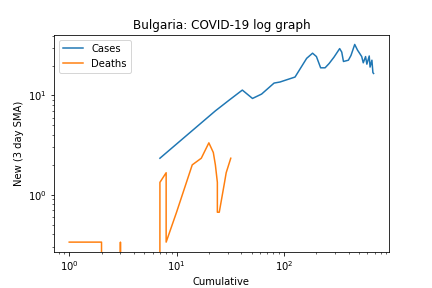 Bulgaria: COVID-19 log graph
Cases
Deaths
New (3 day SMA)
10¹
10⁰
10⁰ 10¹ 10²
Cumulative